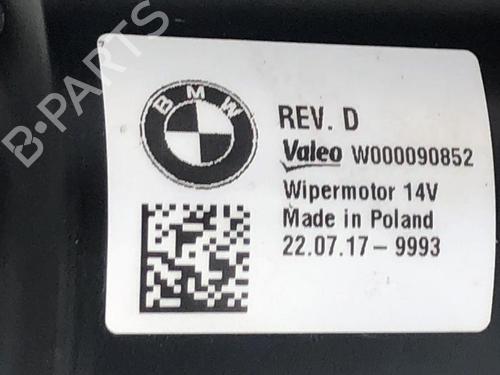 B-PARTS
BMW
REV. D
Valeo W000090852
Wipermotor 14V
Made in Poland
22.07.17-9993